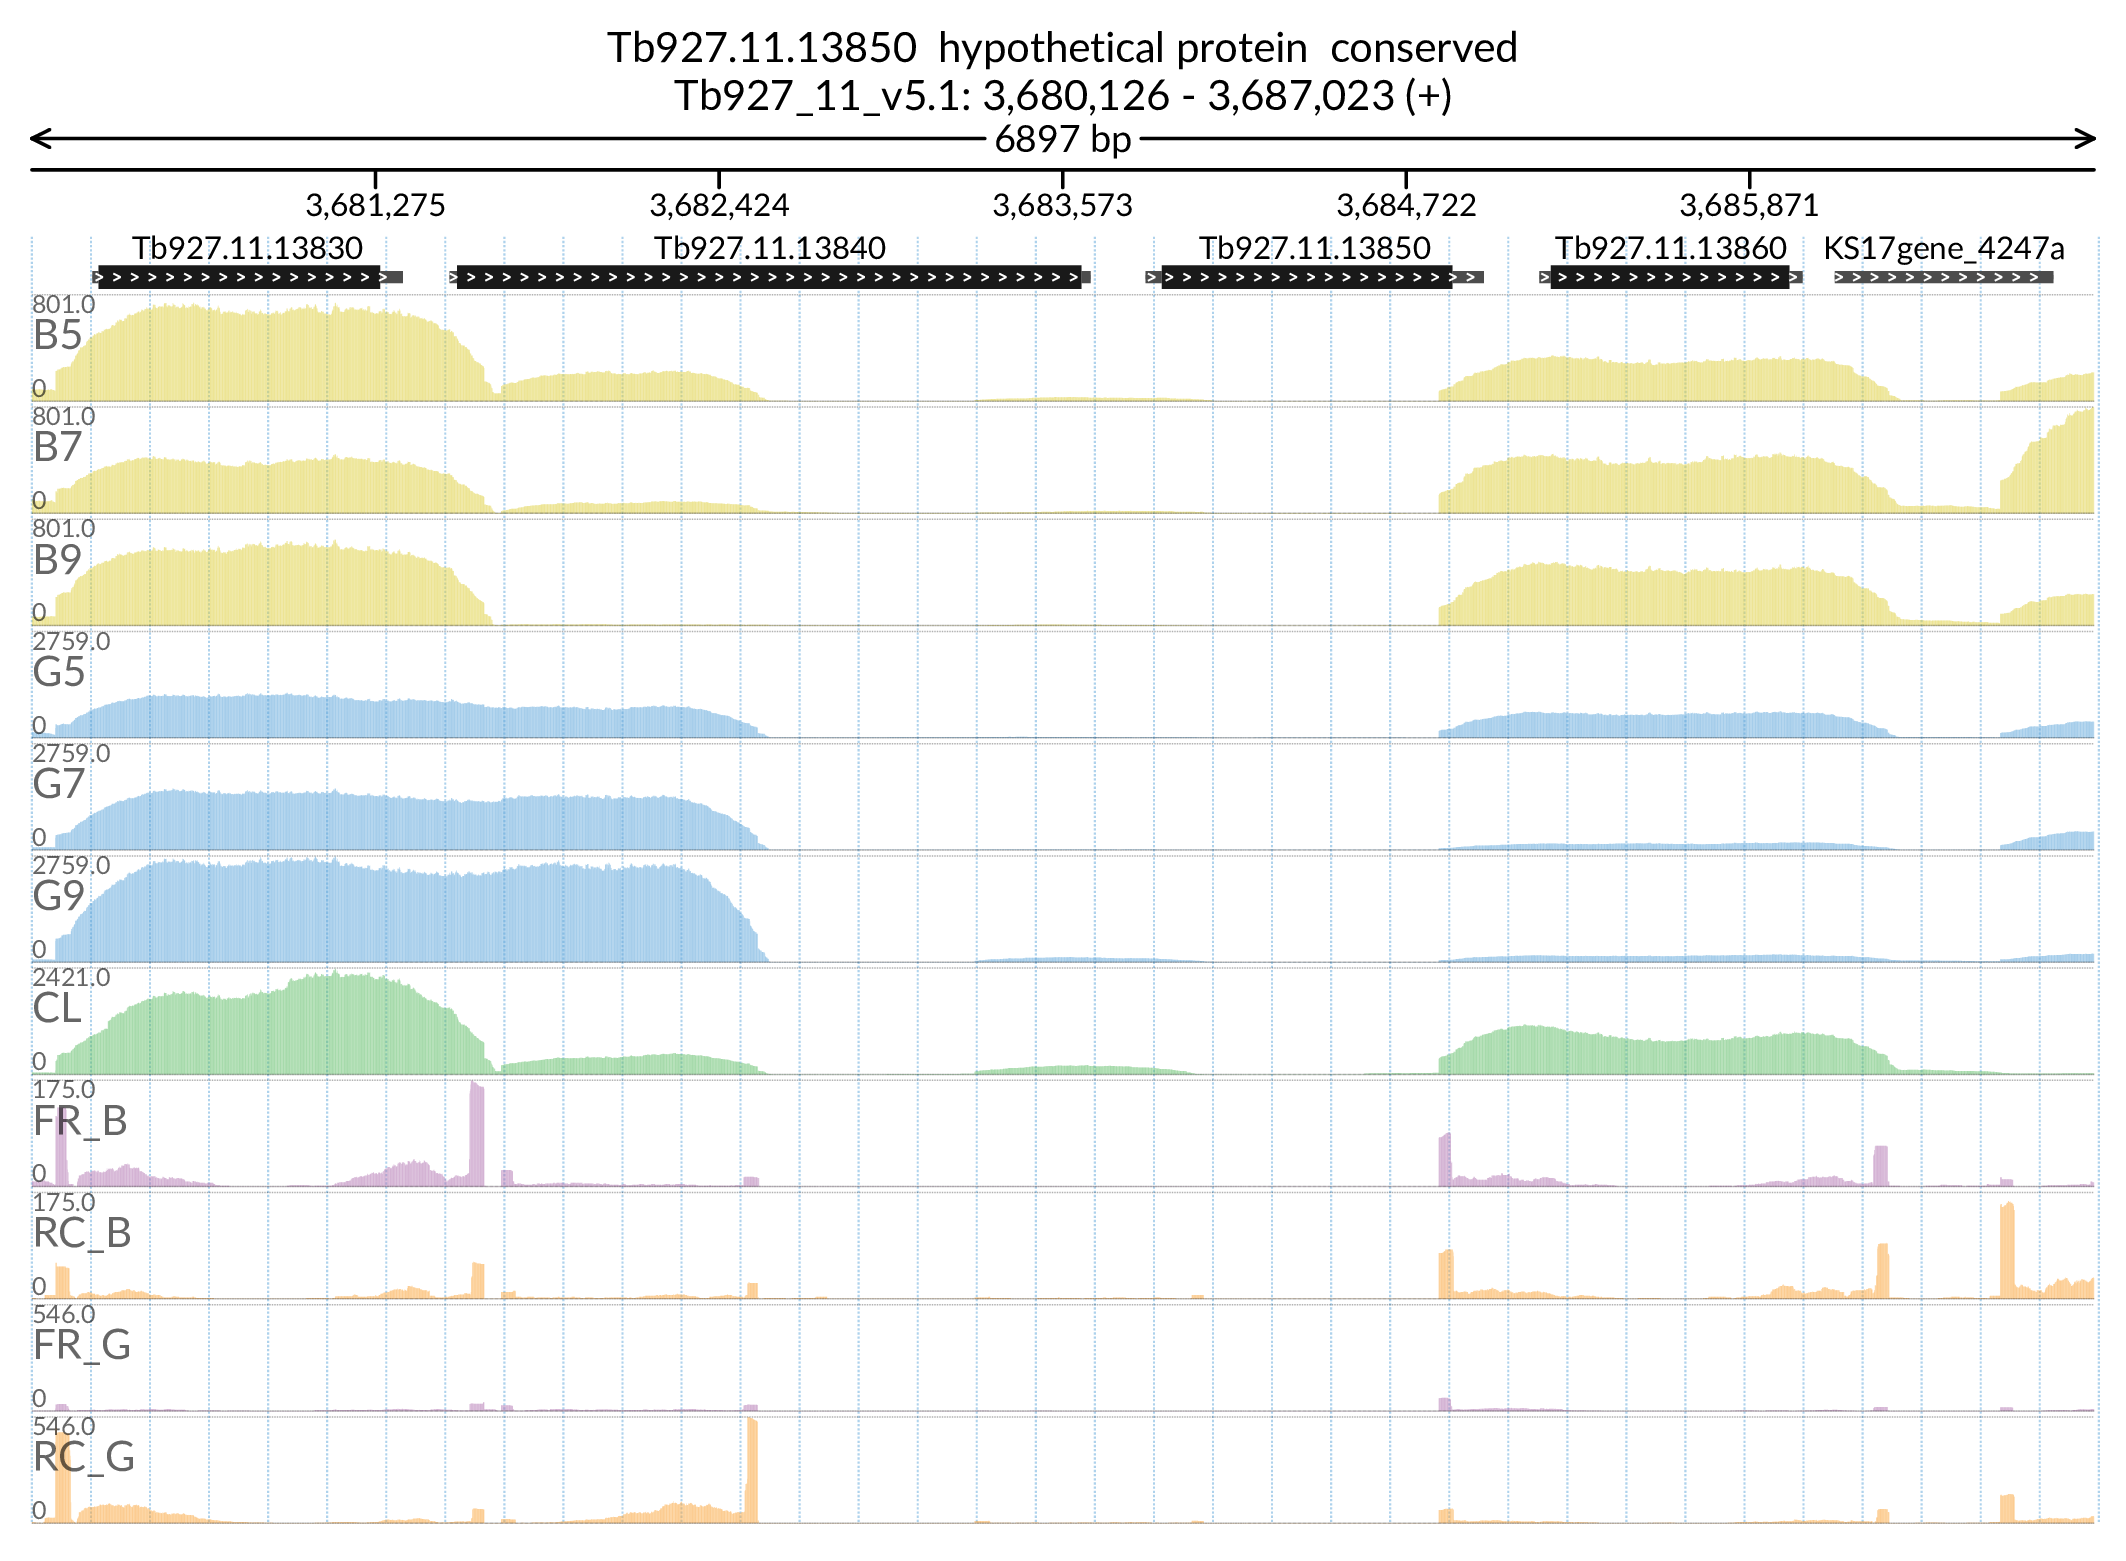 Tb927.11.13850  hypothetical protein  conserved
Tb927_11_v5.1: 3,680,126 - 3,687,023 (+)
6897 bp
3,681,275 3,682,424 3,683,573 3,684,722 3,685,871
Tb927.11.13830 Tb927.11.13840 Tb927.11.13850 Tb927.11.13860 KS17gene_4247a
801.0
B5
0
801.0
B7
0
801.0
B9
0
2759.0
G5
0
2759.0
G7
0
2759.0
G9
0
2421.0
CL
0
175.0
FR_B
0
175.0
RC_B
0
546.0
FR_G
0
546.0
RC_G
0